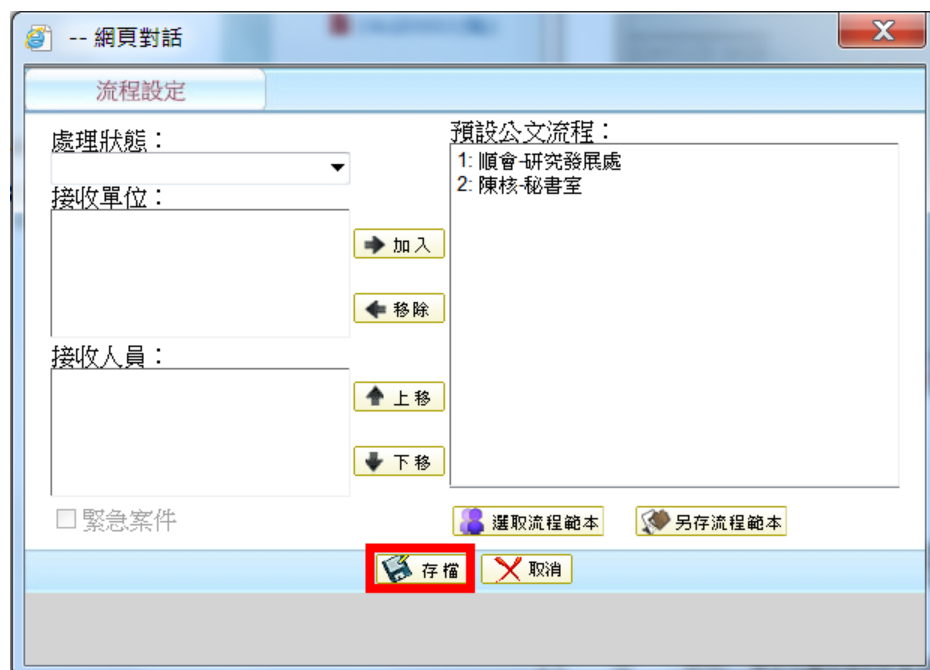 -- 網頁對話
流程設定
處理狀態：
接收單位：
加入
移除
接收人員：
上移
下移
緊急案件
預設公文流程：
1: 順會-研究發展處
2: 陳核-秘書室
選取流程範本
另存流程範本
存檔
取消